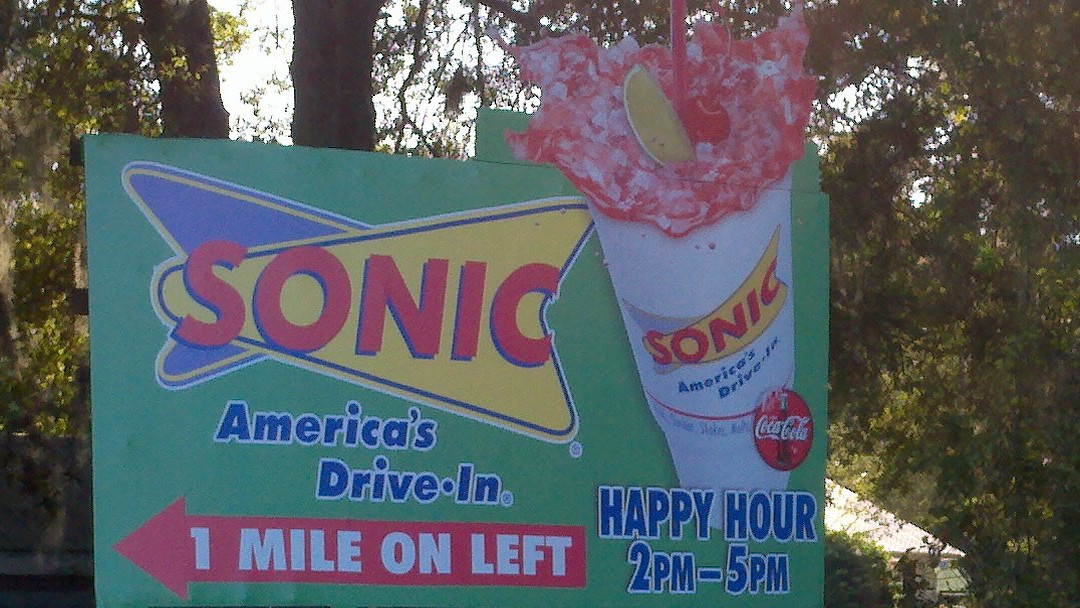 SONIC
America's
Drive-In®
1 MILE ON LEFT
SONIC
America's
Drive-In
Coca-Cola
HAPPY HOUR
2PM – 5PM